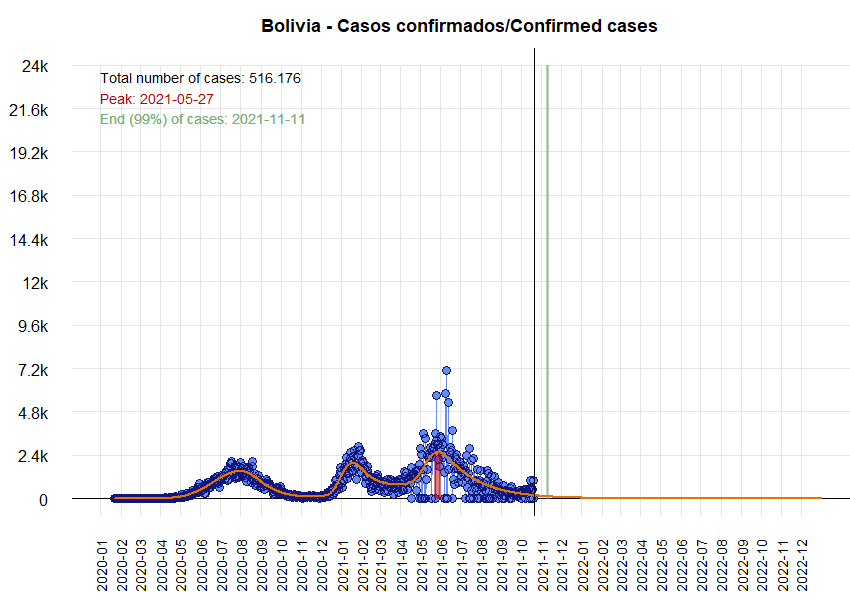 Bolivia - Casos confirmados/Confirmed cases
24k
21.6k
19.2k
16.8k
14.4k
12k
9.6k
7.2k
4.8k
2.4k
0
Total number of cases: 516.176
Peak: 2021-05-27
End (99%) of cases: 2021-11-11
2020-01
2020-02
2020-03
2020-04
2020-05
2020-06
2020-07
2020-08
2020-09
2020-10
2020-11
2020-12
2021-01
2021-02
2021-03
2021-04
2021-05
2021-06
2021-07
2021-08
2021-09
2021-10
2021-11
2021-12
2022-01
2022-02
2022-03
2022-04
2022-05
2022-06
2022-07
2022-08
2022-09
2022-10
2022-11
2022-12